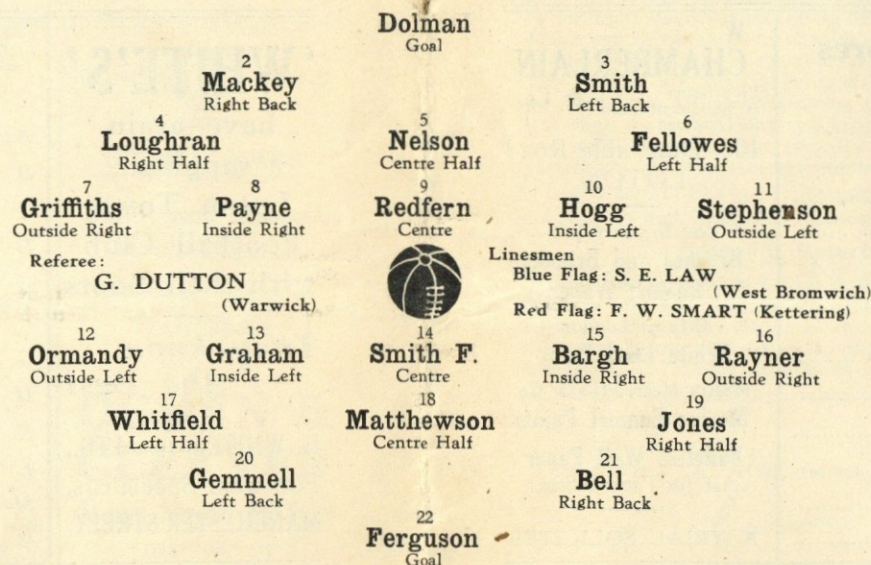 Dolman
Goal
2 3
Mackey Smith
Right Back Left Back
4 5 6
Loughran Nelson Fellowes
Right Half Centre Half Left Half
7 8 9 10 11
Griffiths Payne Redfern Hogg Stephenson
Outside Right Inside Right Centre Inside Left Outside Left
Referee:
G. DUTTON
(Warwick)
Linesmen
Blue Flag: S. E. LAW
(West Bromwich)
Red Flag: F. W. SMART (Kettering)
12 13 14 15 16
Ormandy Graham Smith F. Bargh Rayner
Outside Left Inside Left Centre Inside Right Outside Right
17 18 19
Whitfield Matthewson Jones
Left Half Centre Half Right Half
20 21
Gemmell Bell
Left Back Right Back
22
Ferguson
Goal